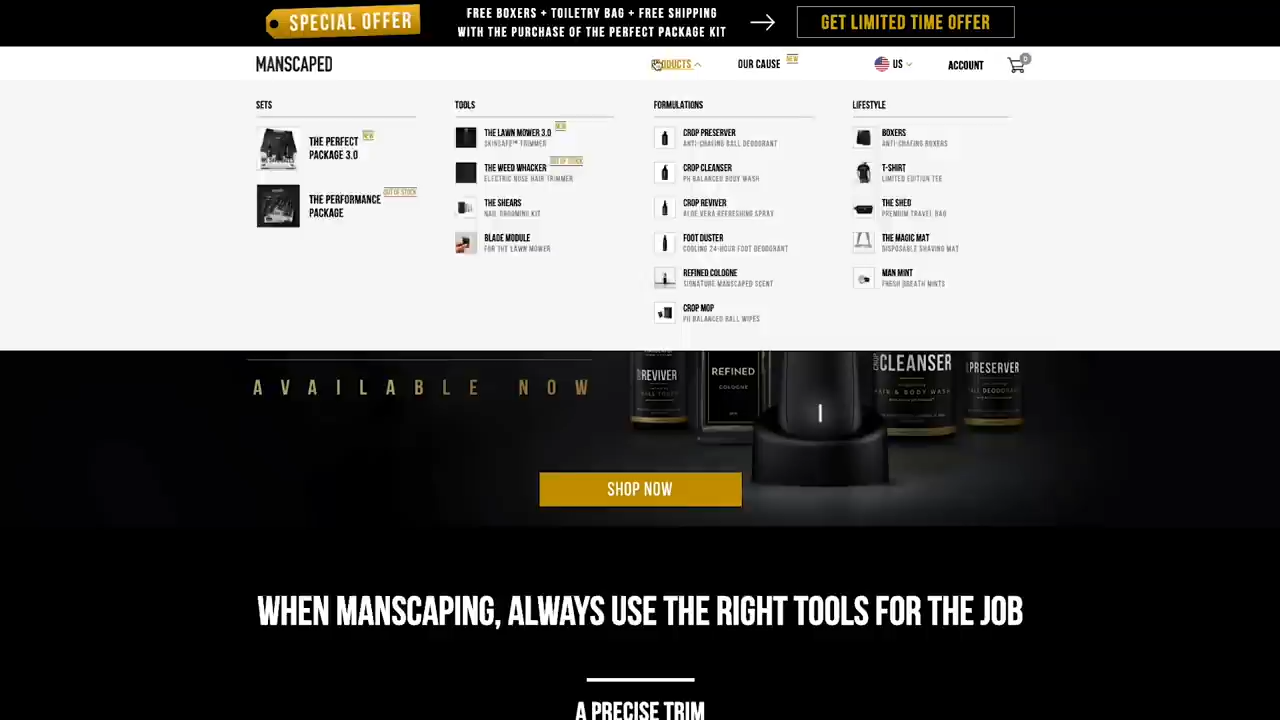 SPECIAL OFFER
FREE BOXERS + TOILETRY BAG + FREE SHIPPING
WITH THE PURCHASE OF THE PERFECT PACKAGE KIT
GET LIMITED TIME OFFER
MANSCAPED
OUR CAUSE NEW
US
ACCOUNT
0
SETS
THE PERFECT NEW
PACKAGE 3.0
THE PERFORMANCE OUT OF STOCK
PACKAGE
TOOLS
THE LAWN MOWER 3.0 NEW
SKINSAFE™ TRIMMER
THE WEED WHACKER OUT OF STOCK
ELECTRIC NOSE HAIR TRIMMER
THE SHEARS
NAIL GROOMING KIT
BLADE MODULE
FOR THE LAWN MOWER
FORMULATIONS
CROP PRESERVER
ANTI-CHAFING BALL DEODORANT
CROP CLEANSER
PH BALANCED BODY WASH
CROP REVIVER
ALOE VERA REFRESHING SPRAY
FOOT DUSTER
COOLING 24-HOUR FOOT DEODORANT
REFINED COLOGNE
SIGNATURE MANSCAPED SCENT
CROP MOP
PH BALANCED BALL WIPES
LIFESTYLE
BOXERS
ANTI-CHAFING BOXERS
T-SHIRT
LIMITED EDITION TEE
THE SHED
PREMIUM TRAVEL BAG
THE MAGIC MAT
DISPOSABLE SHAVING MAT
MAN MINT
FRESH BREATH MINTS
AVAILABLE NOW
REVIVER
REFINED
COLOGNE
CROP CLEANSER
HAIR & BODY WASH
PRESERVER
BALL DEODORANT
SHOP NOW
WHEN MANSCAPING, ALWAYS USE THE RIGHT TOOLS FOR THE JOB
A PRECISE TRIM